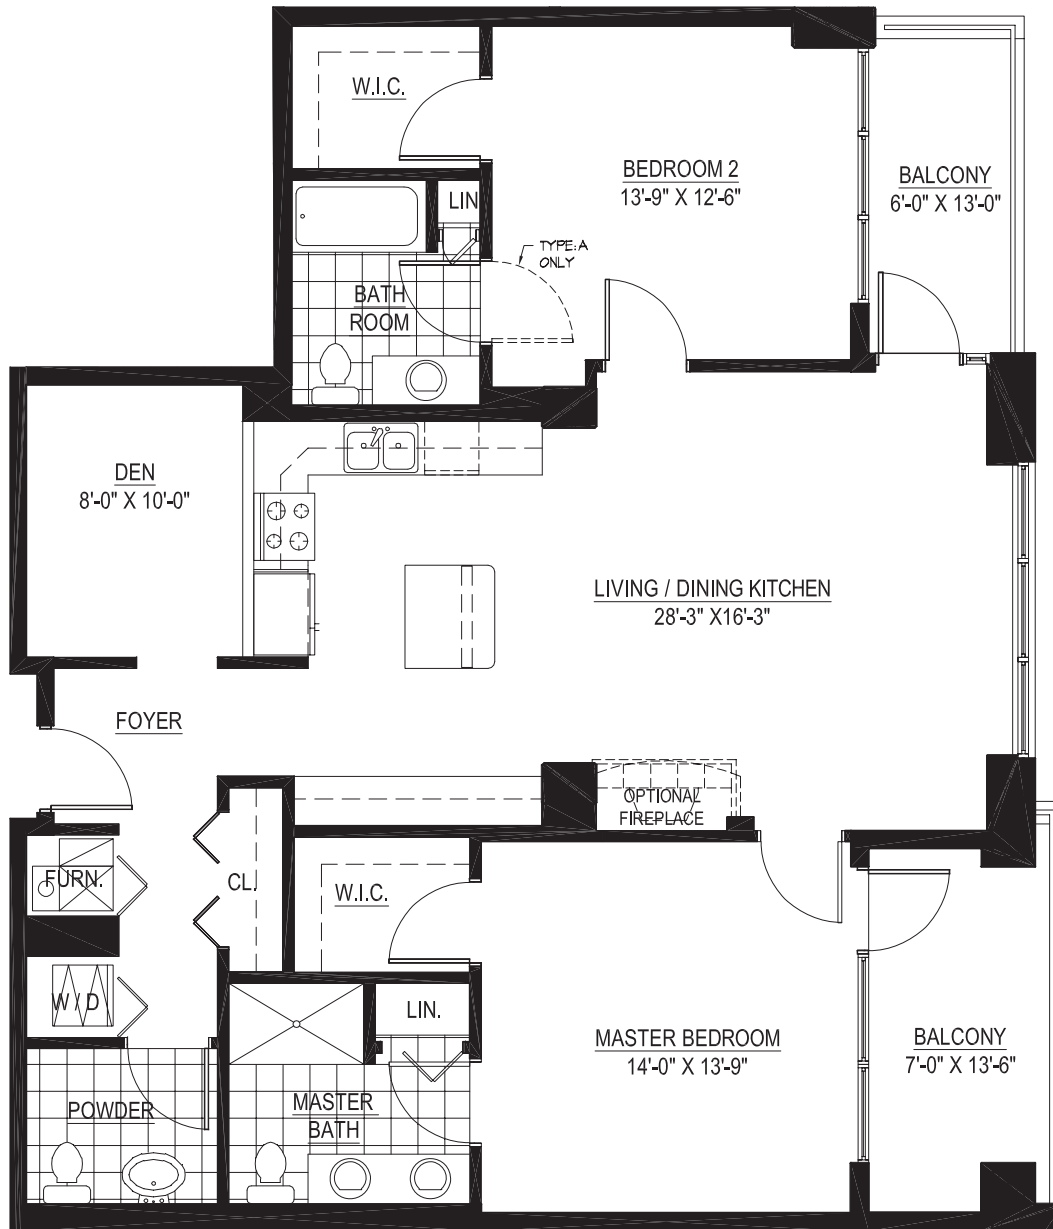 W.I.C.
BEDROOM 2
13'-9" X 12'-6"
BALCONY
6'-0" X 13'-0"
LIN
TYPE:A
ONLY
BATH
ROOM
DEN
8'-0" X 10'-0"
LIVING / DINING KITCHEN
28'-3" X16'-3"
FOYER
OPTIONAL
FIREPLACE
FURN.
CL.
W.I.C.
W / D
LIN.
MASTER BEDROOM
14'-0" X 13'-9"
BALCONY
7'-0" X 13'-6"
POWDER
MASTER
BATH